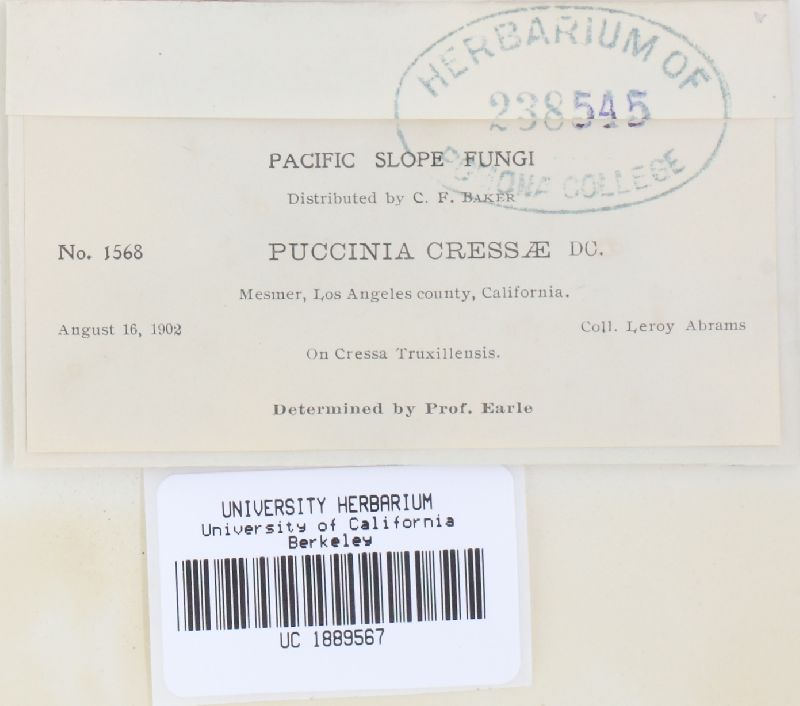 HERBARIUM OF
238545
POMONA COLLEGE
PACIFIC SLOPE FUNGI
Distributed by C. F. BAKER
No. 1568 PUCCINIA CRESSÆ DC.
Mesmer, Los Angeles county, California.
August 16, 1902 Coll. Leroy Abrams
On Cressa Truxillensis.
Determined by Prof. Earle
UNIVERSITY HERBARIUM
University of California
Berkeley
UC 1889567